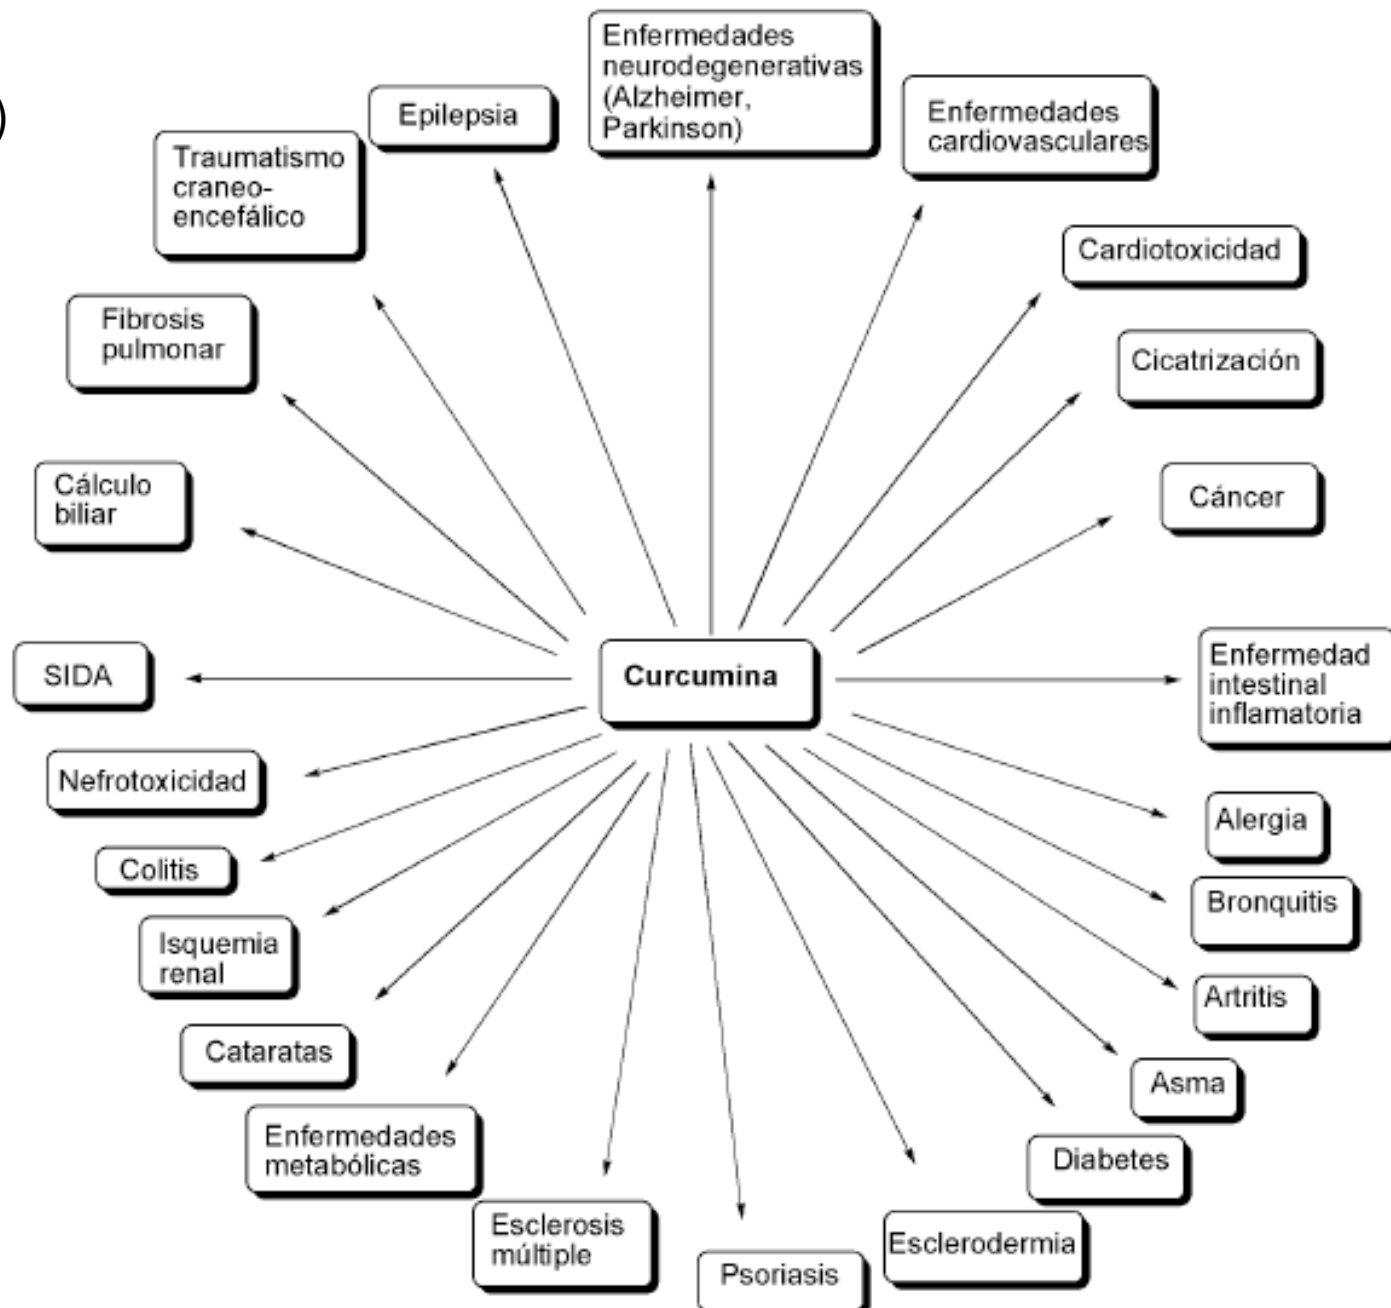 )
Enfermedades
neurodegenerativas
(Alzheimer,
Parkinson)
Epilepsia
Enfermedades
cardiovasculares
Traumatismo
craneo-
encefálico
Cardiotoxicidad
Fibrosis
pulmonar
Cicatrización
Cálculo
biliar
Cáncer
SIDA
Curcumina
Enfermedad
intestinal
inflamatoria
Nefrotoxicidad
Alergia
Colitis
Bronquitis
Isquemia
renal
Artritis
Cataratas
Asma
Enfermedades
metabólicas
Diabetes
Esclerosis
múltiple
Esclerodermia
Psoriasis